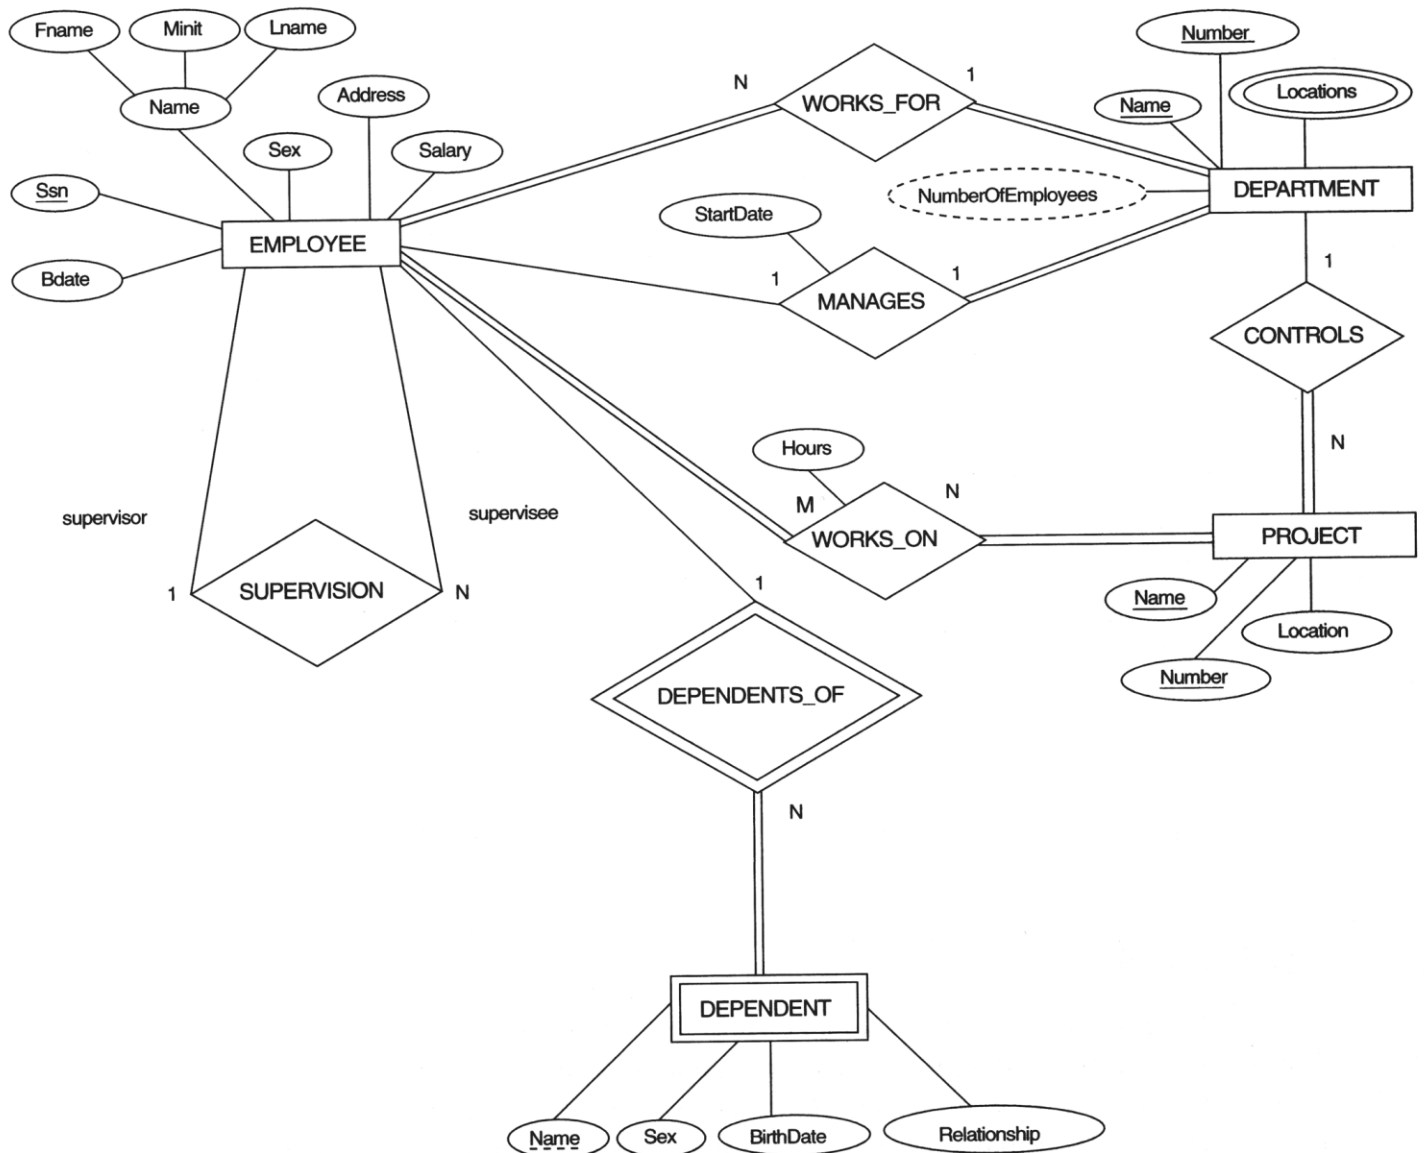 Fname
Minit
Lname
Name
Address
Sex
Salary
Ssn
Bdate
EMPLOYEE
N
WORKS_FOR
1
Number
Name
Locations
NumberOfEmployees
DEPARTMENT
StartDate
1
MANAGES
1
1
CONTROLS
N
supervisor
supervisee
1
SUPERVISION
N
Hours
M
WORKS_ON
N
PROJECT
Name
Location
Number
1
DEPENDENTS_OF
N
DEPENDENT
Name
Sex
BirthDate
Relationship